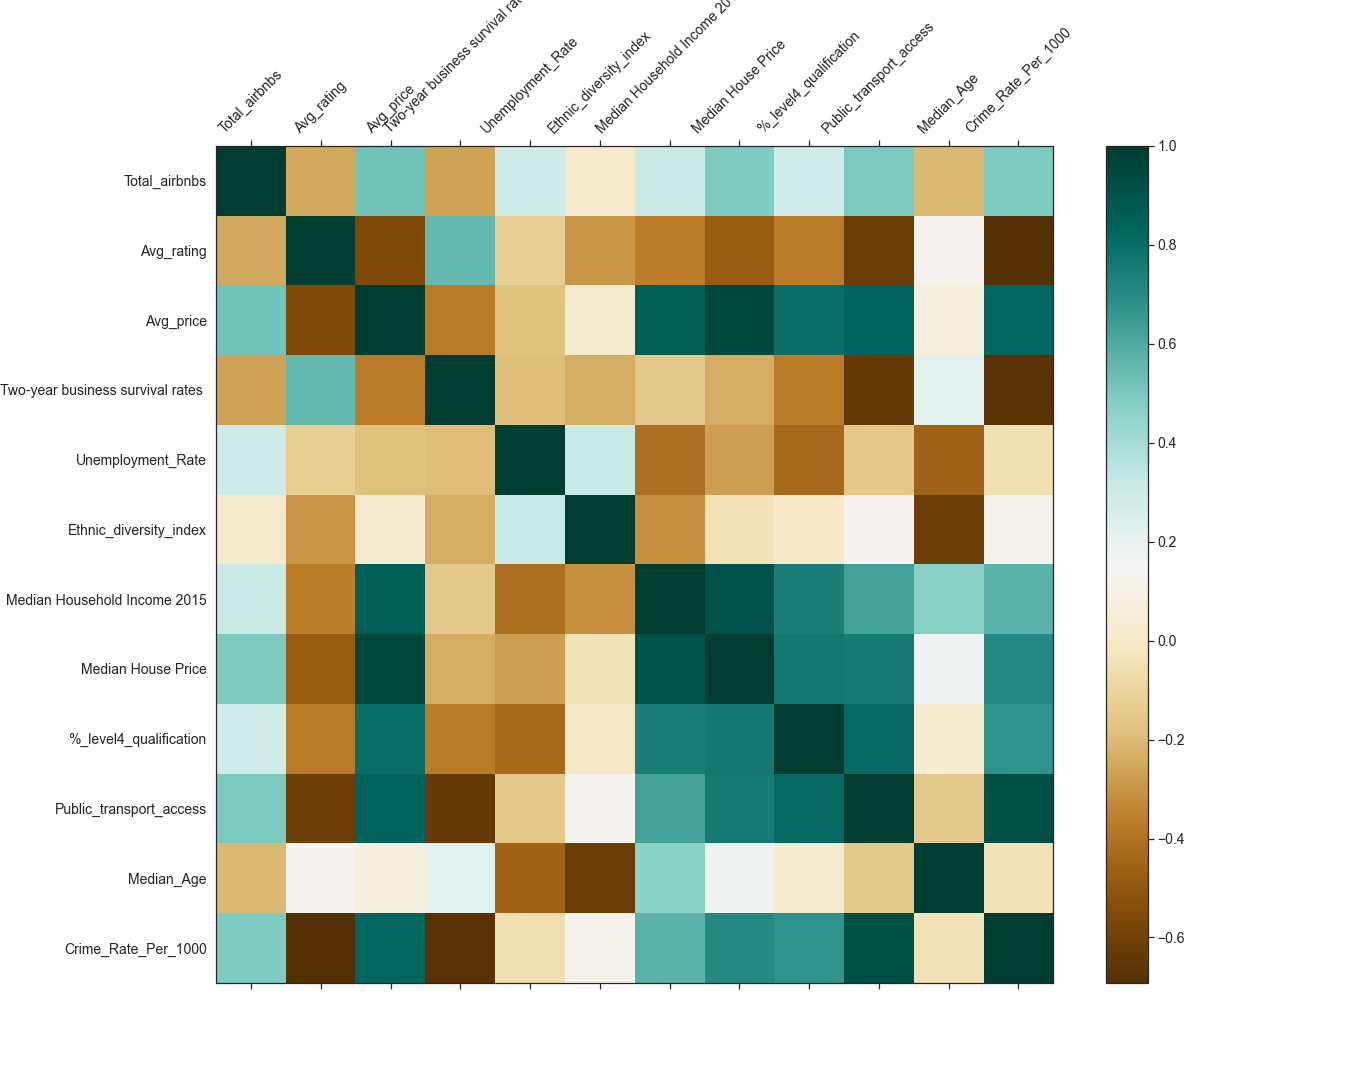 Total_airbnbs
Avg_rating
Avg_price
Two-year business survival
Unemployment_Rate
Ethnic_diversity_index
Median Household Income
Median House Price
%_level4_qualification
Public_transport_access
Median_Age
Crime_Rate_Per_1000
Total_airbnbs
Avg_rating
Avg_price
Two-year business survival rates
Unemployment_Rate
Ethnic_diversity_index
Median Household Income 2015
Median House Price
%_level4_qualification
Public_transport_access
Median_Age
Crime_Rate_Per_1000
1.0
0.8
0.6
0.4
0.2
0.0
−0.2
−0.4
−0.6